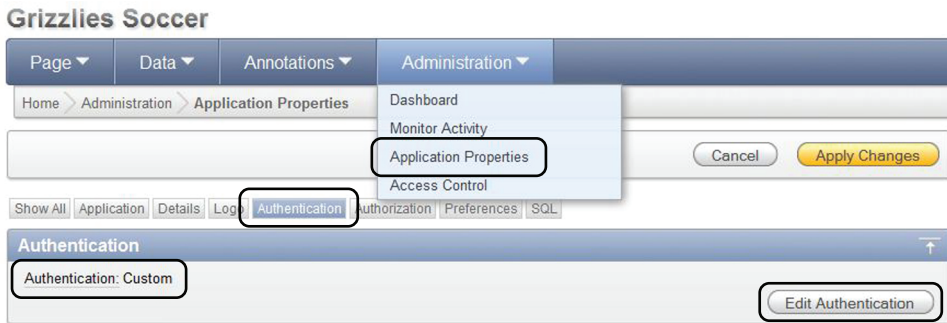 Grizzlies Soccer
Page Data Annotations Administration
Home Administration Application Properties
Dashboard
Monitor Activity
Application Properties
Access Control
Cancel Apply Changes
Show All Application Details Logo Authentication Authorization Preferences SQL
Authentication
Authentication: Custom
Edit Authentication